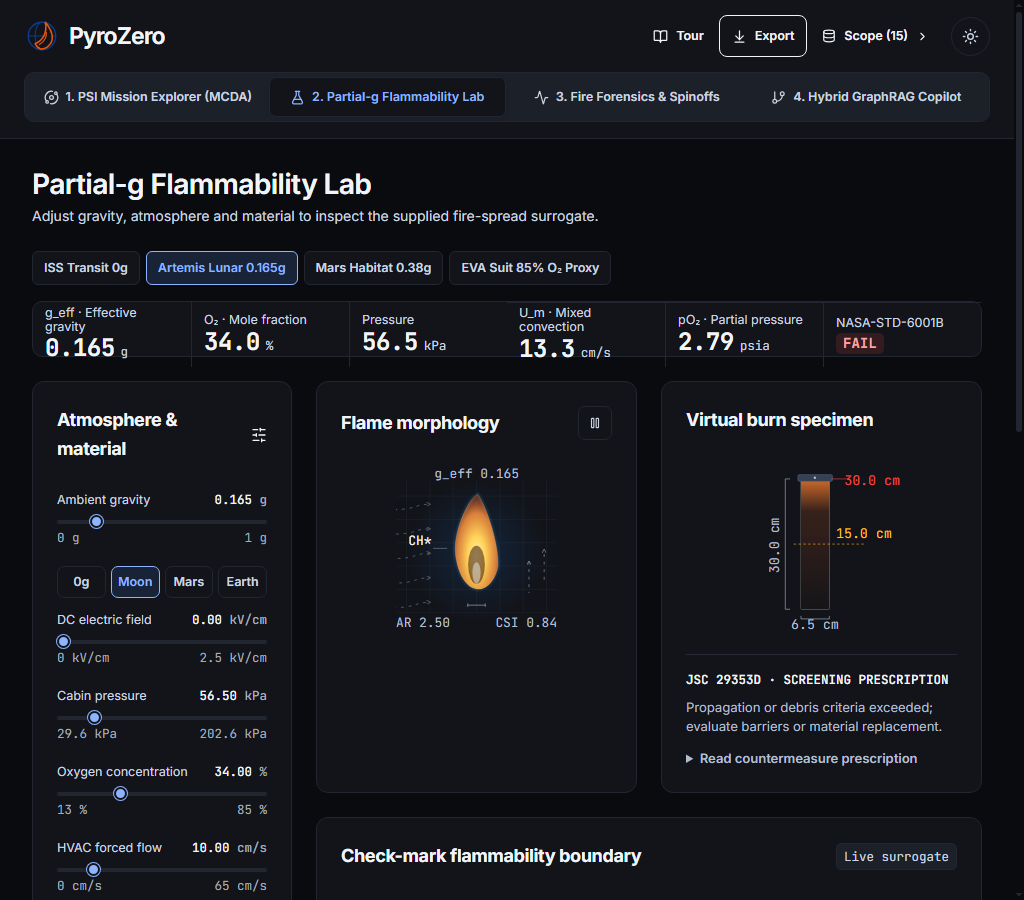 PyroZero
Tour
Export
Scope (15)
1. PSI Mission Explorer (MCDA)
2. Partial-g Flammability Lab
3. Fire Forensics & Spinoffs
4. Hybrid GraphRAG Copilot
Partial-g Flammability Lab
Adjust gravity, atmosphere and material to inspect the supplied fire-spread surrogate.
ISS Transit 0g
Artemis Lunar 0.165g
Mars Habitat 0.38g
EVA Suit 85% O₂ Proxy
g_eff · Effective
gravity
0.165 g
O₂ · Mole fraction
34.0 %
Pressure
56.5 kPa
U_m · Mixed
convection
13.3 cm/s
pO₂ · Partial pressure
2.79 psia
NASA-STD-6001B
FAIL
Atmosphere &
material
Ambient gravity 0.165 g
0 g 1 g
0g Moon Mars Earth
DC electric field 0.00 kV/cm
0 kV/cm 2.5 kV/cm
Cabin pressure 56.50 kPa
29.6 kPa 202.6 kPa
Oxygen concentration 34.00 %
13 % 85 %
HVAC forced flow 10.00 cm/s
0 cm/s 65 cm/s
Flame morphology
g_eff 0.165
CH*
AR 2.50 CSI 0.84
Virtual burn specimen
30.0 cm
15.0 cm
30.0 cm
6.5 cm
JSC 29353D · SCREENING PRESCRIPTION
Propagation or debris criteria exceeded;
evaluate barriers or material replacement.
Read countermeasure prescription
Check-mark flammability boundary
Live surrogate